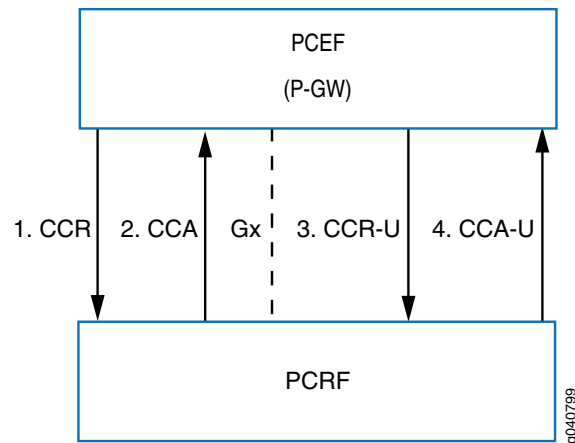 PCEF
(P-GW)
1. CCR
2. CCA
Gx
3. CCR-U
4. CCA-U
PCRF
g040799